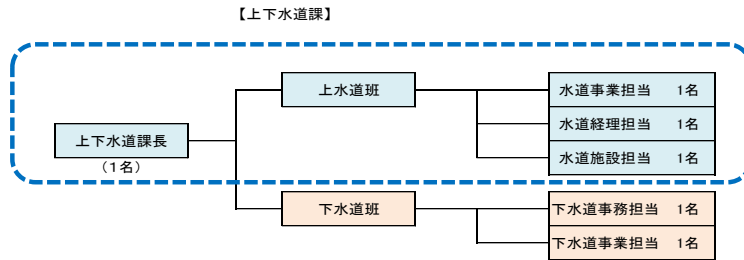 【上下水道課】
上水道班
水道事業担当 1名
水道経理担当 1名
水道施設担当 1名
上下水道課長
（1名）
下水道班
下水道事務担当 1名
下水道事業担当 1名